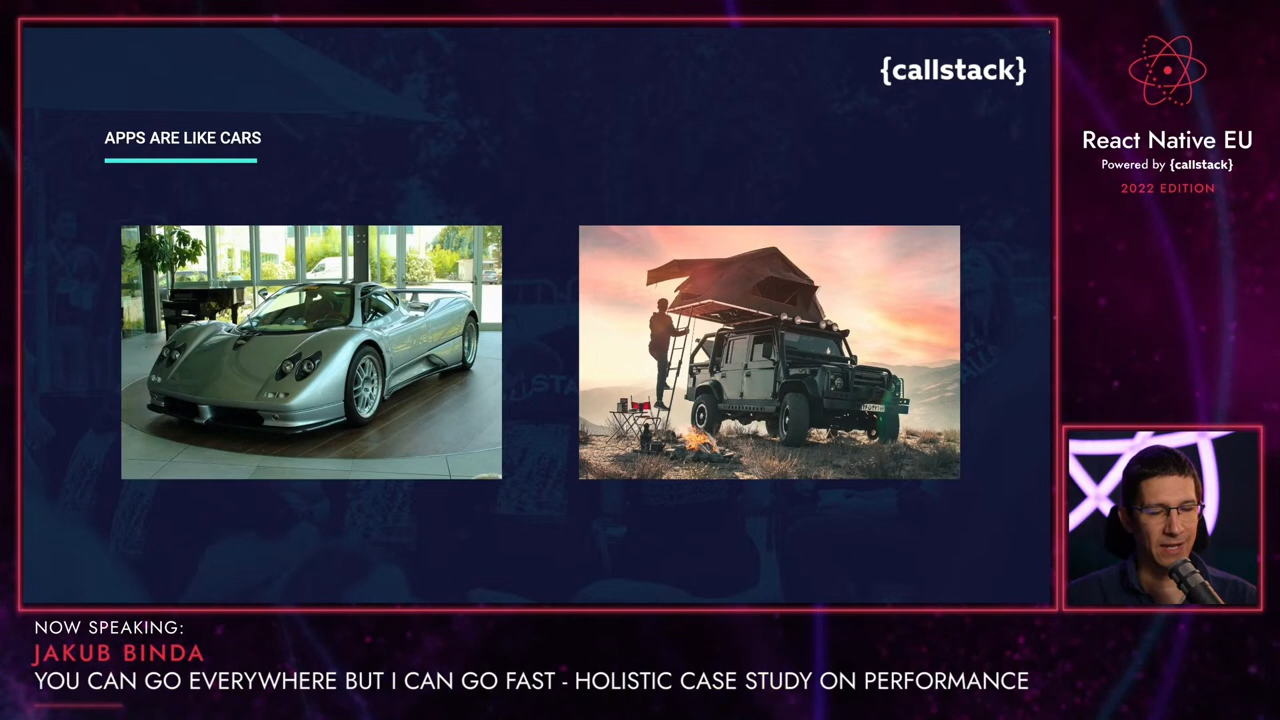 {callstack}
APPS ARE LIKE CARS
React Native EU
Powered by {callstack}
2022 EDITION
NOW SPEAKING:
JAKUB BINDA
YOU CAN GO EVERYWHERE BUT I CAN GO FAST - HOLISTIC CASE STUDY ON PERFORMANCE